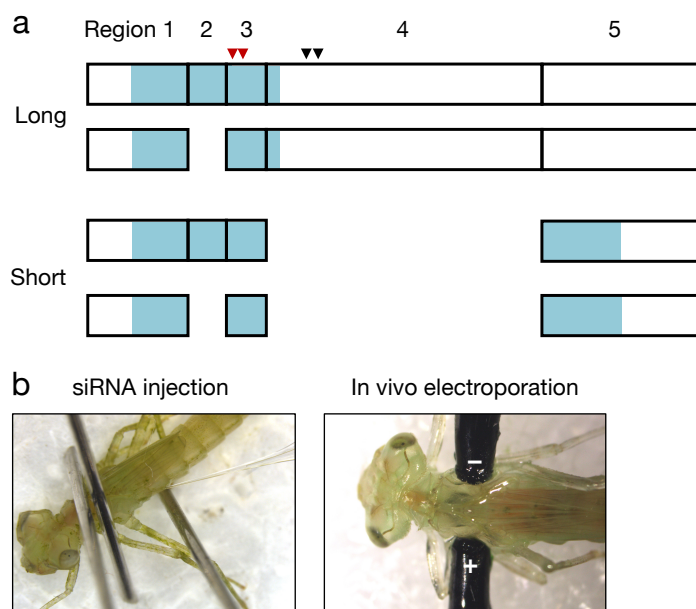 a
Region 1 2 3 4 5
Long
Short
b
siRNA injection In vivo electroporation
−
+